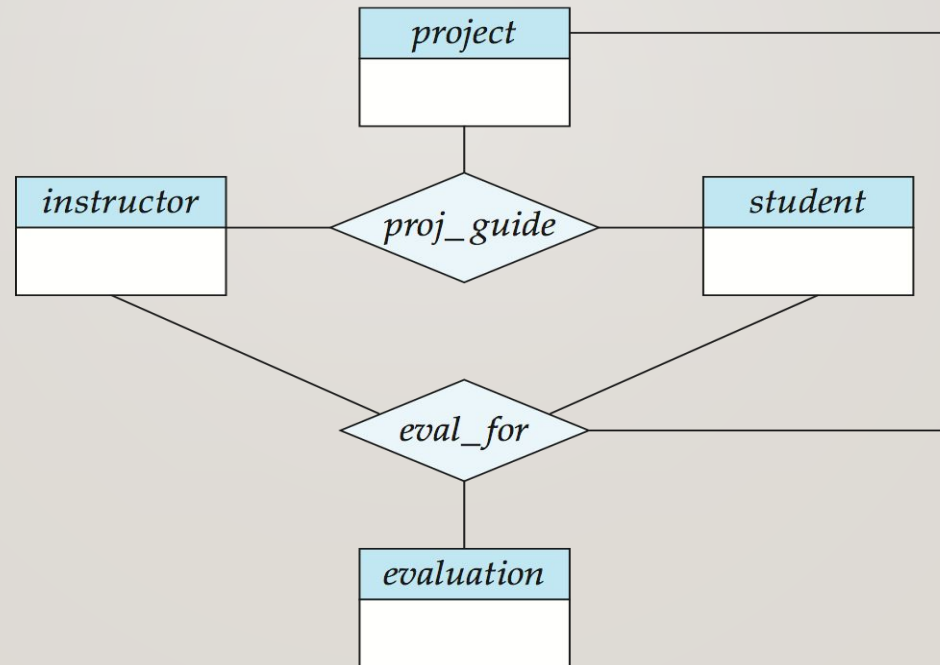 project
instructor
proj_guide
student
eval_for
evaluation